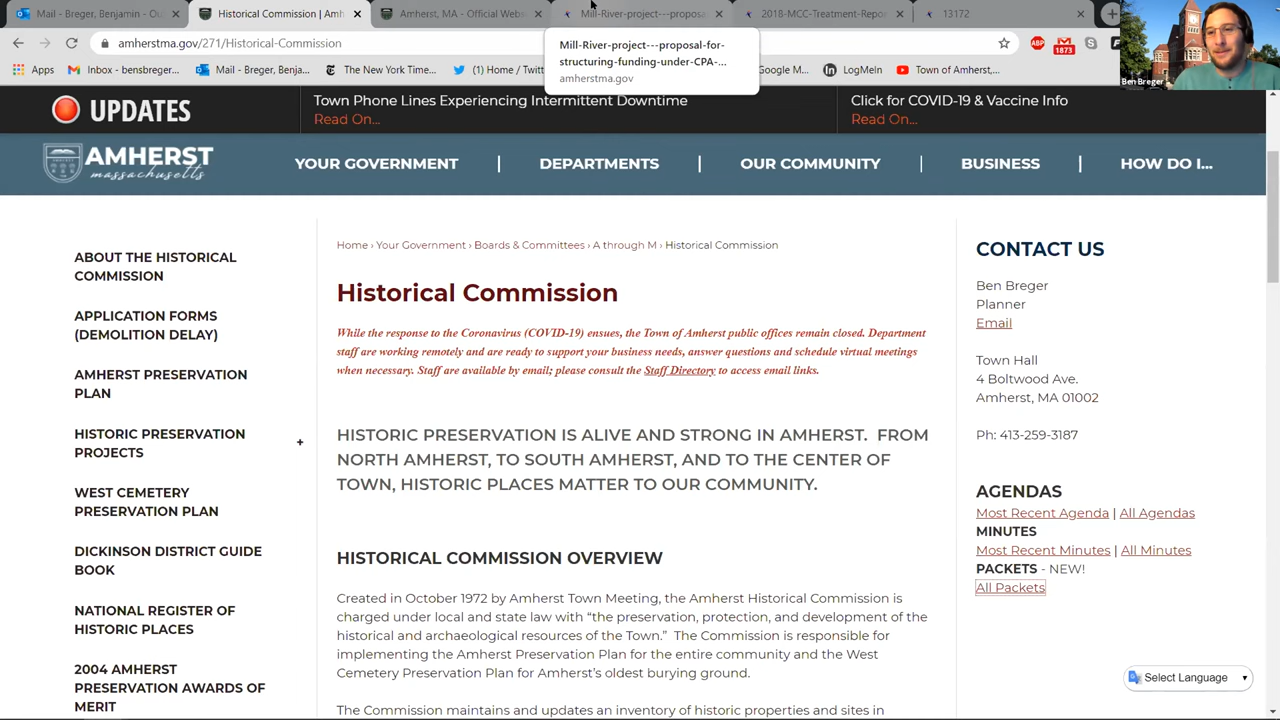 Mail - Breger, Benjamin - Ou
Historical Commission | Amh
Amherst, MA - Official Webs
Mill-River-project---proposa
2018-MCC-Treatment-Repor
13172
amherstma.gov/271/Historical-Commission
ABP
1873
Apps
Inbox - bengsbreger...
Mail - Breger, Benj...
The New York Times
(1) Home / Twitt
Google M...
LogMeIn
Town of Amherst,...
Mill-River-project---proposal-for-
structuring-funding-under-CPA-...
amherstma.gov
Ben Breger
UPDATES
Town Phone Lines Experiencing Intermittent Downtime
Read On...
Click for COVID-19 & Vaccine Info
Read On...
AMHERST
massachusetts
YOUR GOVERNMENT | DEPARTMENTS | OUR COMMUNITY | BUSINESS | HOW DO I...
ABOUT THE HISTORICAL
COMMISSION
APPLICATION FORMS
(DEMOLITION DELAY)
AMHERST PRESERVATION
PLAN
HISTORIC PRESERVATION
PROJECTS
+
WEST CEMETERY
PRESERVATION PLAN
DICKINSON DISTRICT GUIDE
BOOK
NATIONAL REGISTER OF
HISTORIC PLACES
2004 AMHERST
PRESERVATION AWARDS OF
MERIT
Home › Your Government › Boards & Committees › A through M › Historical Commission
Historical Commission
While the response to the Coronavirus (COVID-19) ensues, the Town of Amherst public offices remain closed. Department
staff are working remotely and are ready to support your business needs, answer questions and schedule virtual meetings
when necessary. Staff are available by email; please consult the Staff Directory to access email links.
HISTORIC PRESERVATION IS ALIVE AND STRONG IN AMHERST. FROM
NORTH AMHERST, TO SOUTH AMHERST, AND TO THE CENTER OF
TOWN, HISTORIC PLACES MATTER TO OUR COMMUNITY.
HISTORICAL COMMISSION OVERVIEW
Created in October 1972 by Amherst Town Meeting, the Amherst Historical Commission is
charged under local and state law with “the preservation, protection, and development of the
historical and archaeological resources of the Town.” The Commission is responsible for
implementing the Amherst Preservation Plan for the entire community and the West
Cemetery Preservation Plan for Amherst’s oldest burying ground.
The Commission maintains and updates an inventory of historic properties and sites in
CONTACT US
Ben Breger
Planner
Email
Town Hall
4 Boltwood Ave.
Amherst, MA 01002
Ph: 413-259-3187
AGENDAS
Most Recent Agenda | All Agendas
MINUTES
Most Recent Minutes | All Minutes
PACKETS - NEW!
All Packets
Select Language